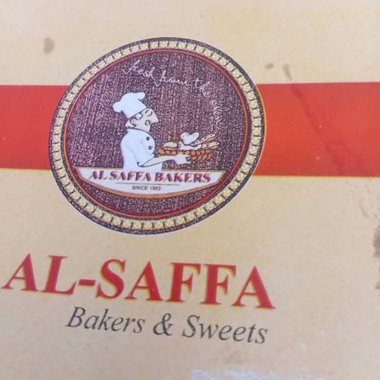 fresh from the oven
AL SAFFA BAKERS
SINCE 1982
AL-SAFFA
Bakers & Sweets